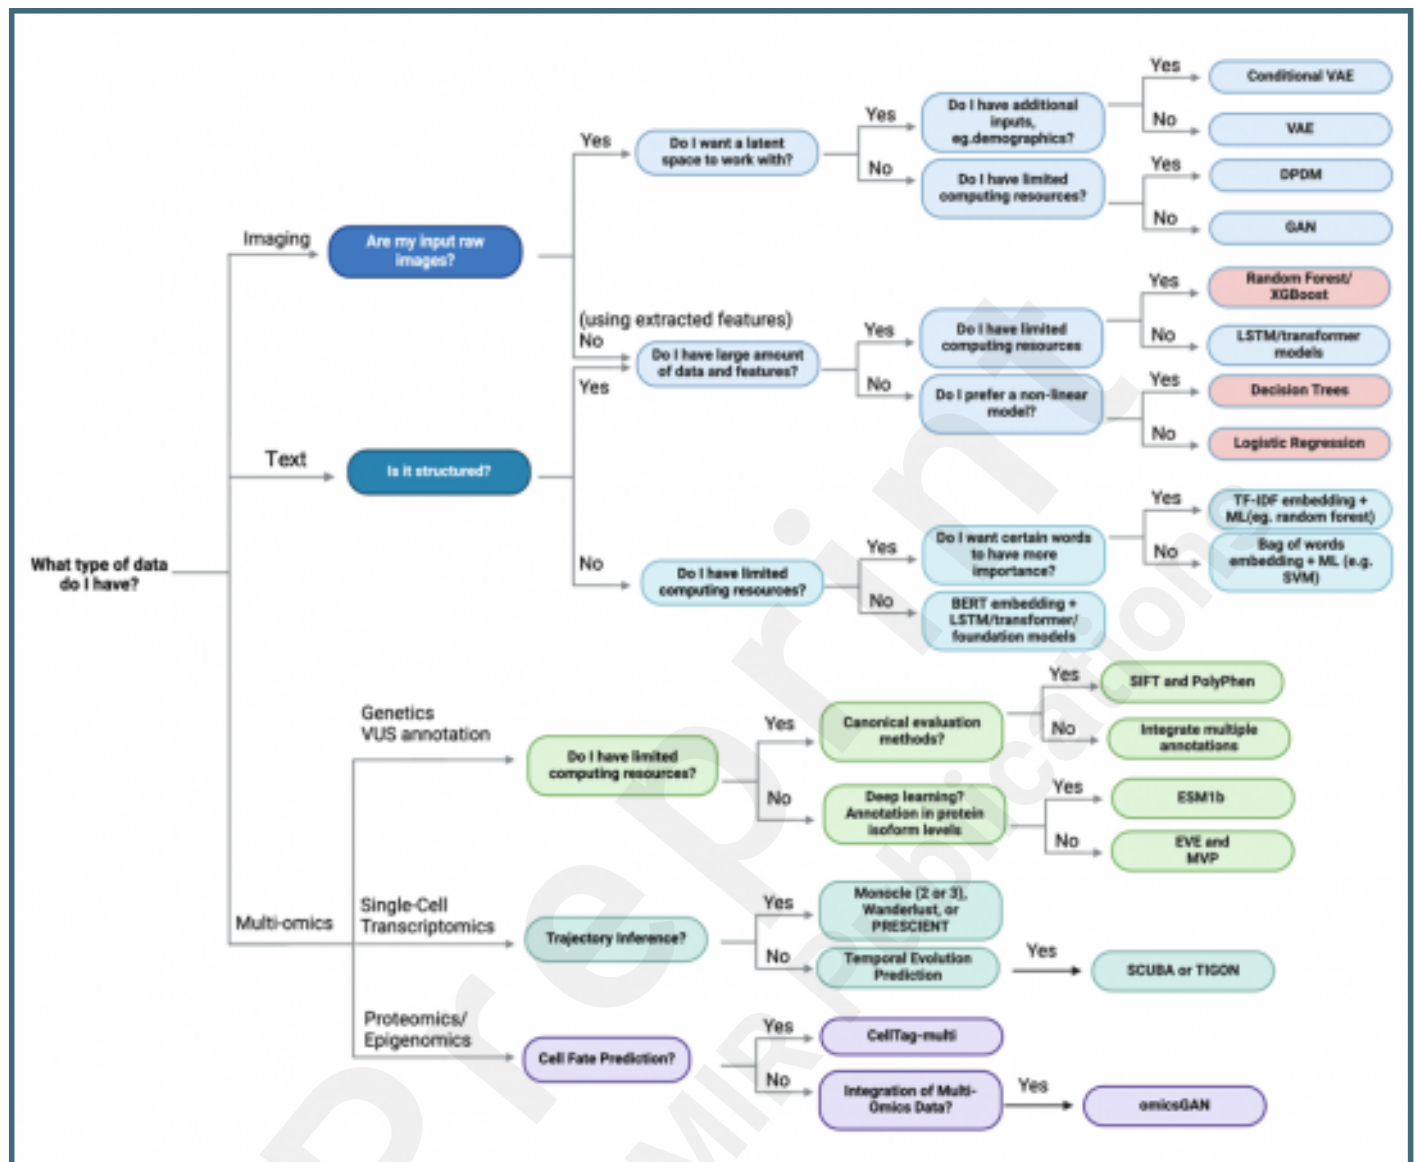 What type of data
do I have?
Imaging
Are my input raw
images?
Yes
Do I want a latent
space to work with?
Yes
Do I have additional
inputs,
eg.demographics?
Yes
Conditional VAE
No
VAE
No
Do I have limited
computing resources?
Yes
DPDM
No
GAN
(using extracted features)
No
Do I have large amount
of data and features?
Yes
Yes
Do I have limited
computing resources
Yes
Random Forest/
XGBoost
No
LSTM/transformer
models
No
Do I prefer a non-linear
model?
Yes
Decision Trees
No
Logistic Regression
Text
Is it structured?
No
Do I have limited
computing resources?
Yes
Do I want certain words
to have more
importance?
Yes
TF-IDF embedding +
ML(eg. random forest)
No
Bag of words
embedding + ML (e.g.
SVM)
No
BERT embedding +
LSTM/transformer/
foundation models
Multi-omics
Genetics
VUS annotation
Do I have limited
computing resources?
Yes
Canonical evaluation
methods?
Yes
SIFT and PolyPhen
No
Integrate multiple
annotations
No
Deep learning?
Annotation in protein
isoform levels
Yes
ESM1b
No
EVE and
MVP
Single-Cell
Transcriptomics
Trajectory Inference?
Yes
Monocle (2 or 3),
Wanderlust, or
PRESCIENT
No
Temporal Evolution
Prediction
Yes
SCUBA or TIGON
Proteomics/
Epigenomics
Cell Fate Prediction?
Yes
CellTag-multi
No
Integration of Multi-
Omics Data?
Yes
omicsGAN
Preprint
MIR Publications